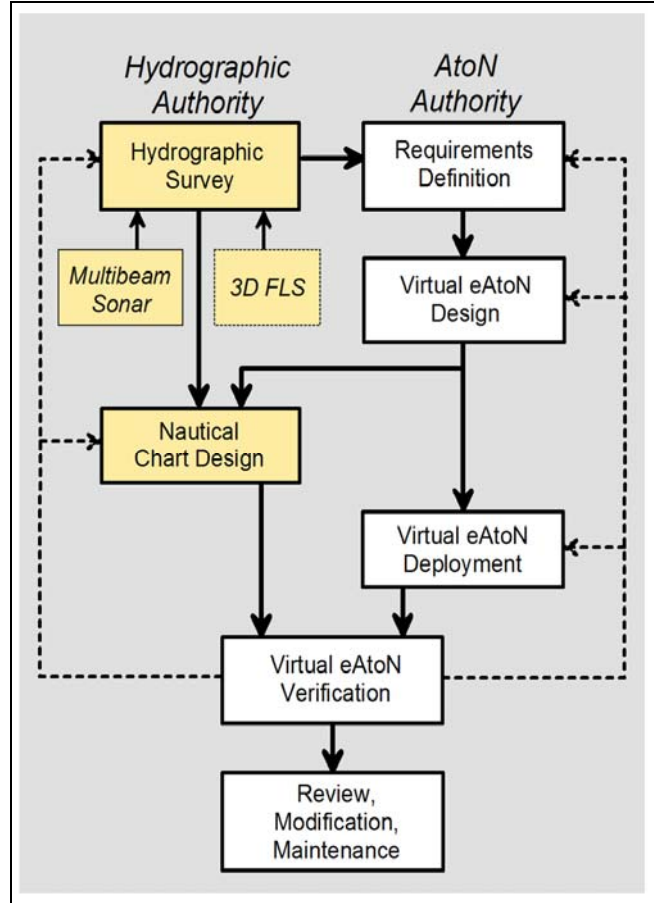 Hydrographic
Authority
AtoN
Authority
Hydrographic
Survey
Requirements
Definition
Multibeam
Sonar
3D FLS
Virtual eAtoN
Design
Nautical
Chart Design
Virtual eAtoN
Deployment
Virtual eAtoN
Verification
Review,
Modification,
Maintenance